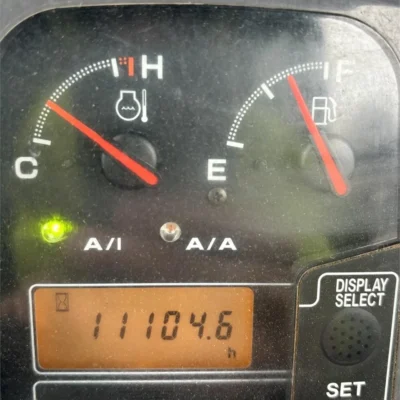 H
F
C
E
A/I
A/A
DISPLAY
SELECT
11104.6
h
SET